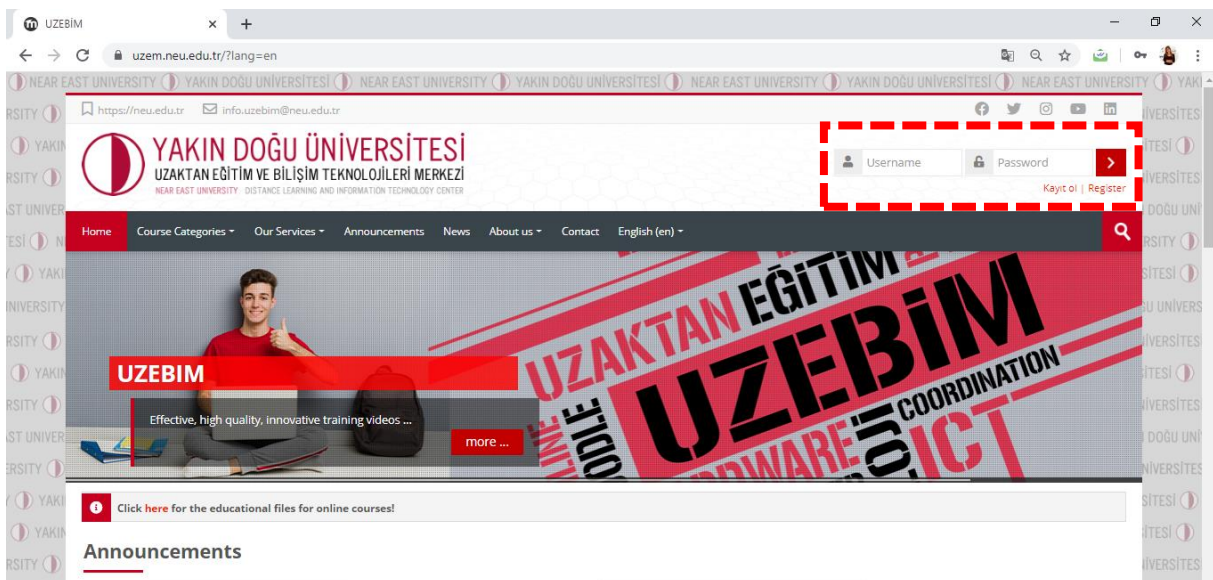 UZEBİM
uzem.neu.edu.tr/?lang=en
NEAR EAST UNIVERSITY YAKIN DOĞU ÜNİVERSİTESİ NEAR EAST UNIVERSITY YAKIN DOĞU ÜNİVERSİTESİ NEAR EAST UNIVERSITY YAKIN DOĞU ÜNİVERSİTESİ NEAR EAST UNIVERSITY YAKI
https://neu.edu.tr info.uzebim@neu.edu.tr
YAKIN DOĞU ÜNİVERSİTESİ
UZAKTAN EĞİTİM VE BİLİŞİM TEKNOLOJİLERİ MERKEZİ
NEAR EAST UNIVERSITY DISTANCE LEARNING AND INFORMATION TECHNOLOGY CENTER
Username Password
Kayıt ol | Register
Home Course Categories Our Services Announcements News About us Contact English (en)
UZAKTAN EĞİTİM
UZEBİM
COORDINATION
ICT
UZEBIM
Effective, high quality, innovative training videos ...
more ...
Click here for the educational files for online courses!
Announcements